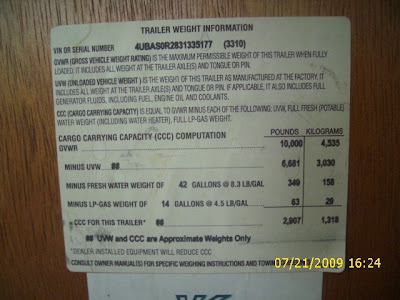 TRAILER WEIGHT INFORMATION
VIN OR SERIAL NUMBER 4UBAS0R2831335177 (3310)
GVWR (GROSS VEHICLE WEIGHT RATING) IS THE MAXIMUM PERMISSIBLE WEIGHT OF THIS TRAILER WHEN FULLY
LOADED. IT INCLUDES ALL WEIGHT AT THE TRAILER AXLE(S) AND TONGUE OR PIN.
UVW (UNLOADED VEHICLE WEIGHT) IS THE WEIGHT OF THIS TRAILER AS MANUFACTURED AT THE FACTORY. IT
INCLUDES ALL WEIGHT AT THE TRAILER AXLE(S) AND TONGUE OR PIN. IF APPLICABLE, IT ALSO INCLUDES FULL
GENERATOR FLUIDS, INCLUDING FUEL, ENGINE OIL AND COOLANTS.
CCC (CARGO CARRYING CAPACITY) IS EQUAL TO GVWR MINUS EACH OF THE FOLLOWING: UVW, FULL FRESH (POTABLE)
WATER WEIGHT (INCLUDING WATER HEATER), FULL LP-GAS WEIGHT.
CARGO CARRYING CAPACITY (CCC) COMPUTATION POUNDS KILOGRAMS
GVWR 10,000 4,535
MINUS UVW ## 6,681 3,030
MINUS FRESH WATER WEIGHT OF 42 GALLONS @ 8.3 LB/GAL 349 158
MINUS LP-GAS WEIGHT OF 14 GALLONS @ 4.5 LB/GAL 63 29
= CCC FOR THIS TRAILER* ## 2,907 1,318
## UVW and CCC are Approximate Weights Only
*DEALER INSTALLED EQUIPMENT WILL REDUCE CCC
CONSULT OWNER MANUAL(S) FOR SPECIFIC WEIGHING INSTRUCTIONS AND TOWING
07/21/2009 16:24